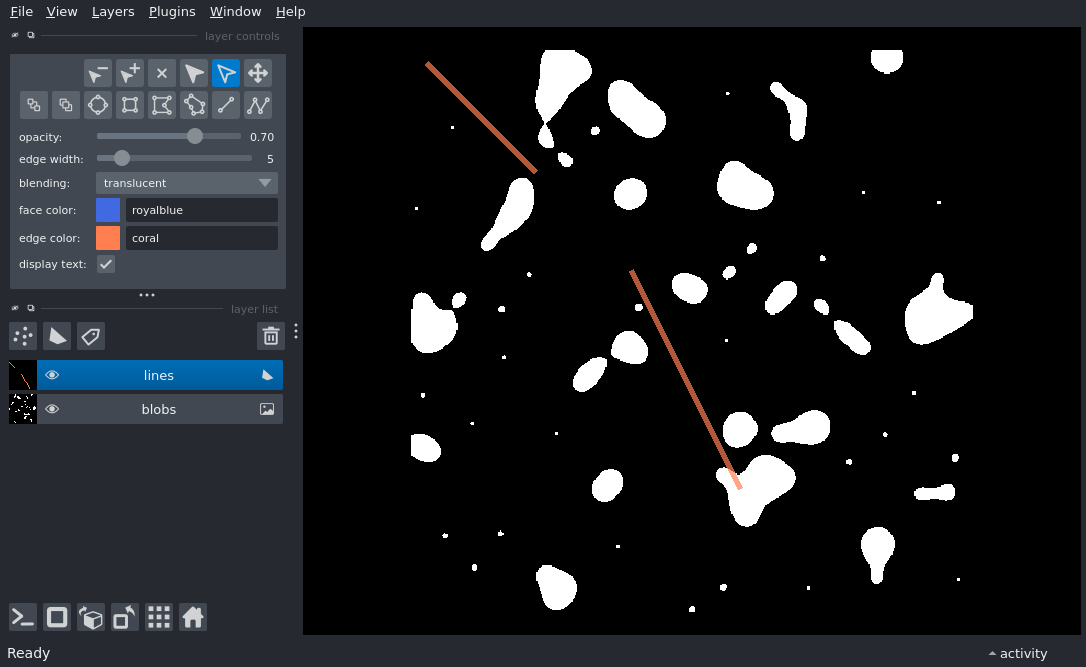 File View Layers Plugins Window Help
layer controls
opacity: 0.70
edge width: 5
blending: translucent
face color: royalblue
edge color: coral
display text:
layer list
lines
blobs
Ready
activity